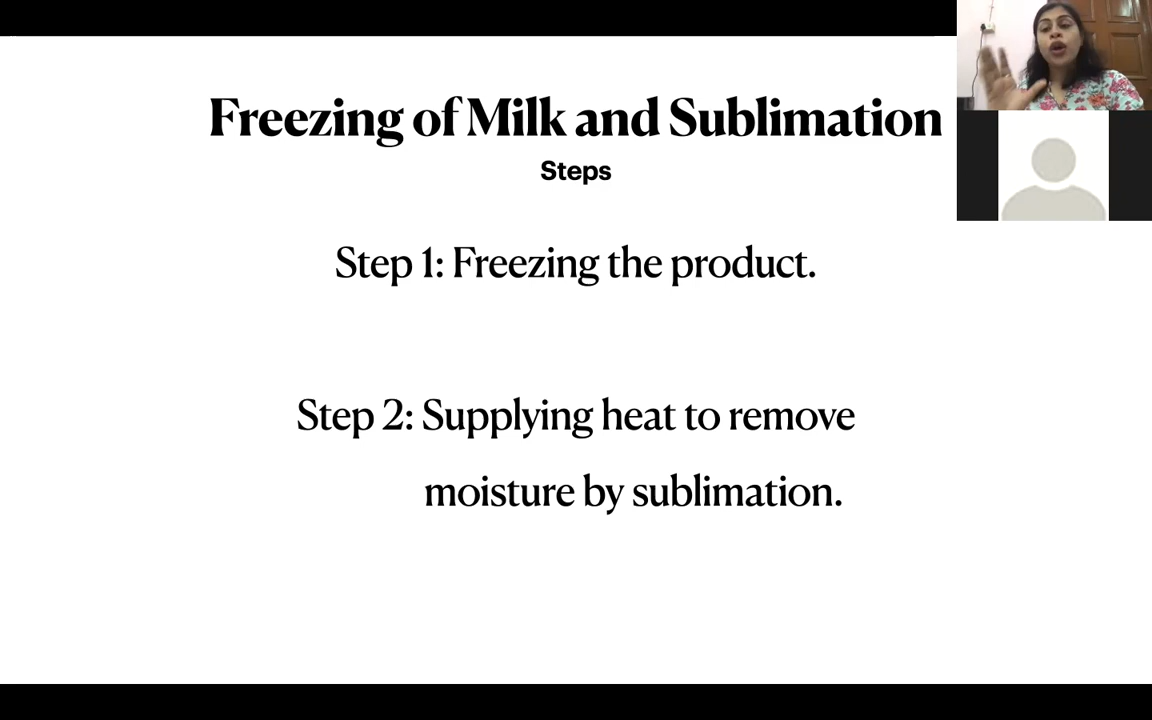 Freezing of Milk and Sublimation
Steps
Step 1: Freezing the product.
Step 2: Supplying heat to remove
moisture by sublimation.